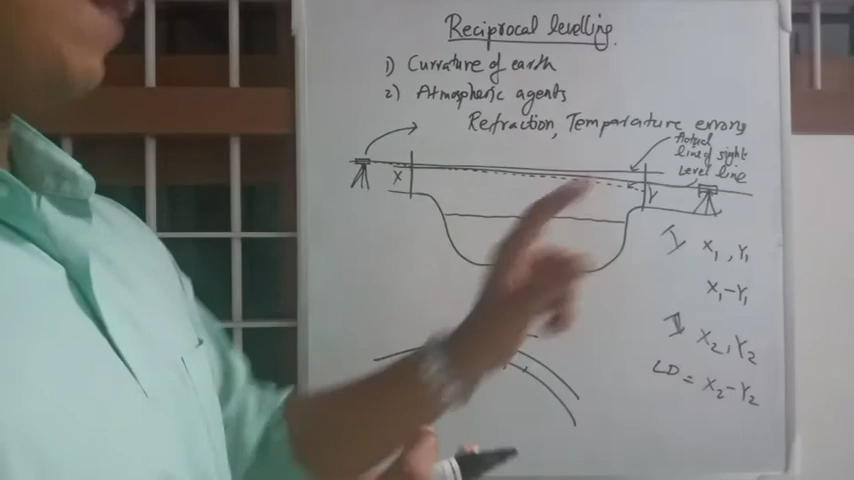 Reciprocal levelling.
1) Curvature of earth
2) Atmospheric agents
Refraction, Temparature errors
Actual
line of sight
Level line
X
Y
I X₁, Y₁
X₁-Y₁
II X₂, Y₂
LD = X₂-Y₂